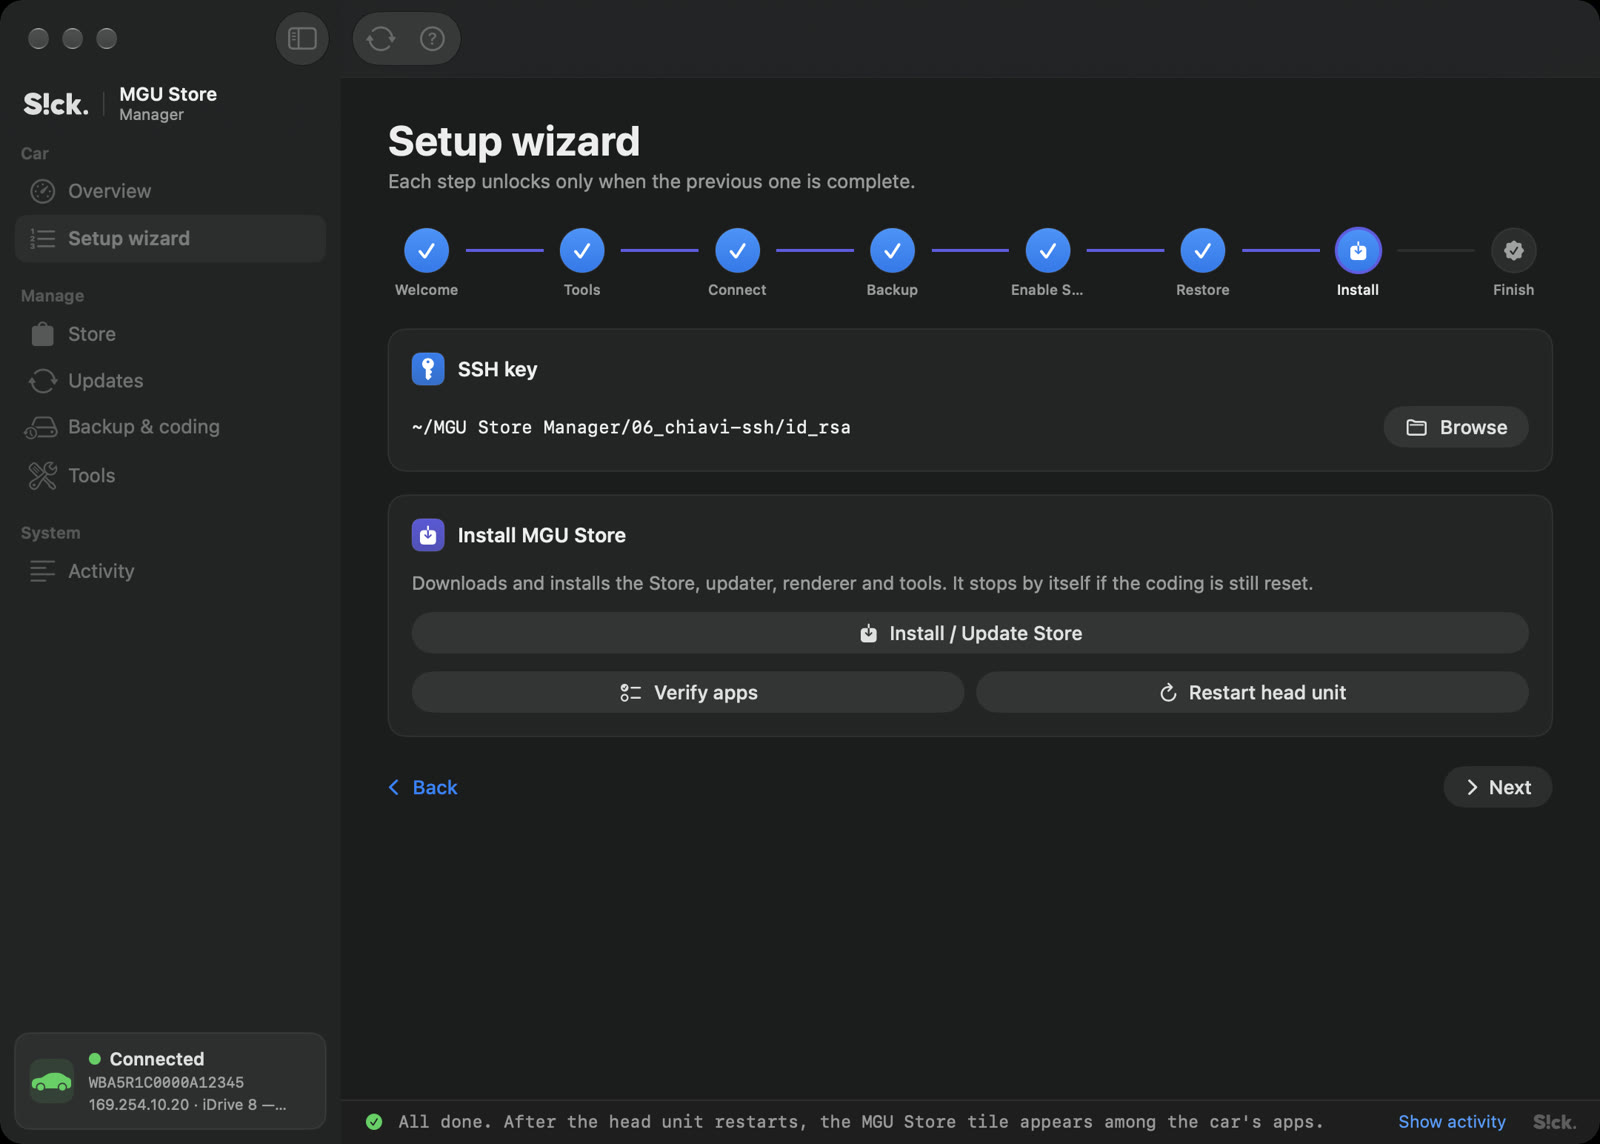 S!ck.
MGU Store
Manager
Car
Overview
Setup wizard
Manage
Store
Updates
Backup & coding
Tools
System
Activity
Connected
WBA5R1C0000A12345
169.254.10.20 · iDrive 8 —...
Setup wizard
Each step unlocks only when the previous one is complete.
Welcome
Tools
Connect
Backup
Enable S...
Restore
Install
Finish
SSH key
~/MGU Store Manager/06_chiavi-ssh/id_rsa
Browse
Install MGU Store
Downloads and installs the Store, updater, renderer and tools. It stops by itself if the coding is still reset.
Install / Update Store
Verify apps
Restart head unit
Back
Next
All done. After the head unit restarts, the MGU Store tile appears among the car's apps.
Show activity
S!ck.